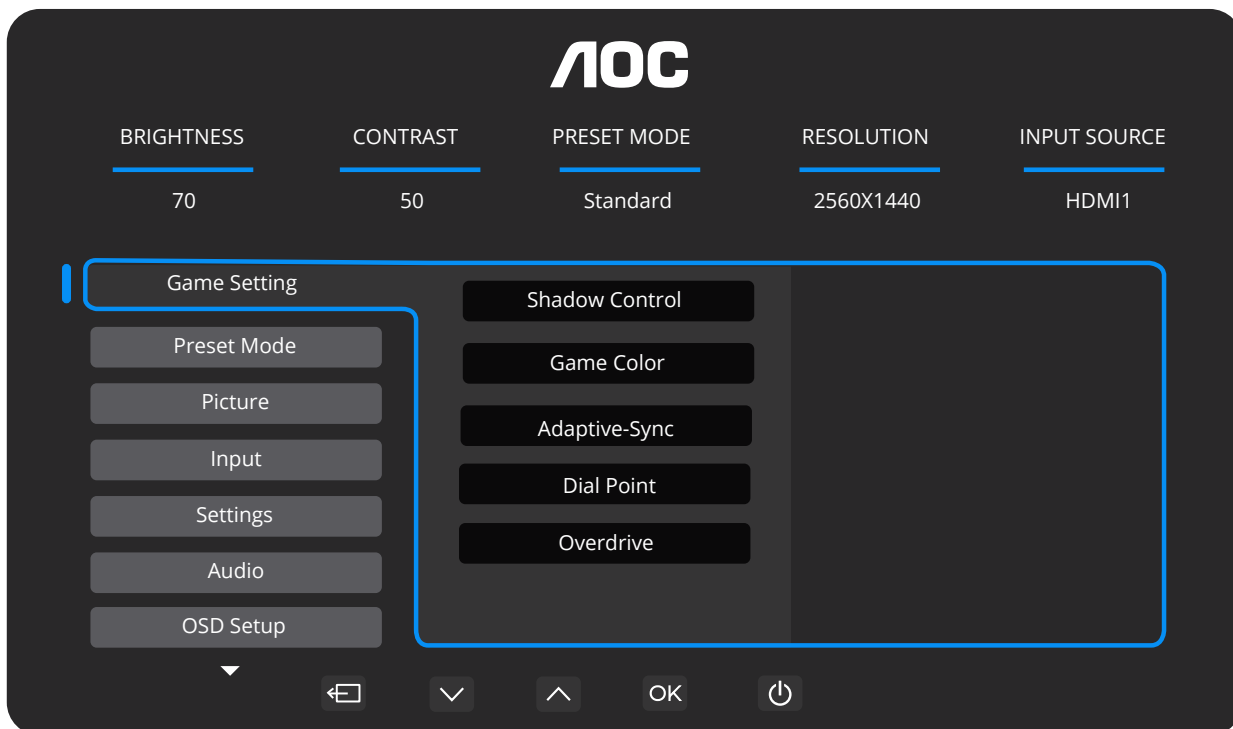 AOC
BRIGHTNESS CONTRAST PRESET MODE RESOLUTION INPUT SOURCE
70 50 Standard 2560X1440 HDMI1
Game Setting
Preset Mode
Picture
Input
Settings
Audio
OSD Setup
Shadow Control
Game Color
Adaptive-Sync
Dial Point
Overdrive
OK